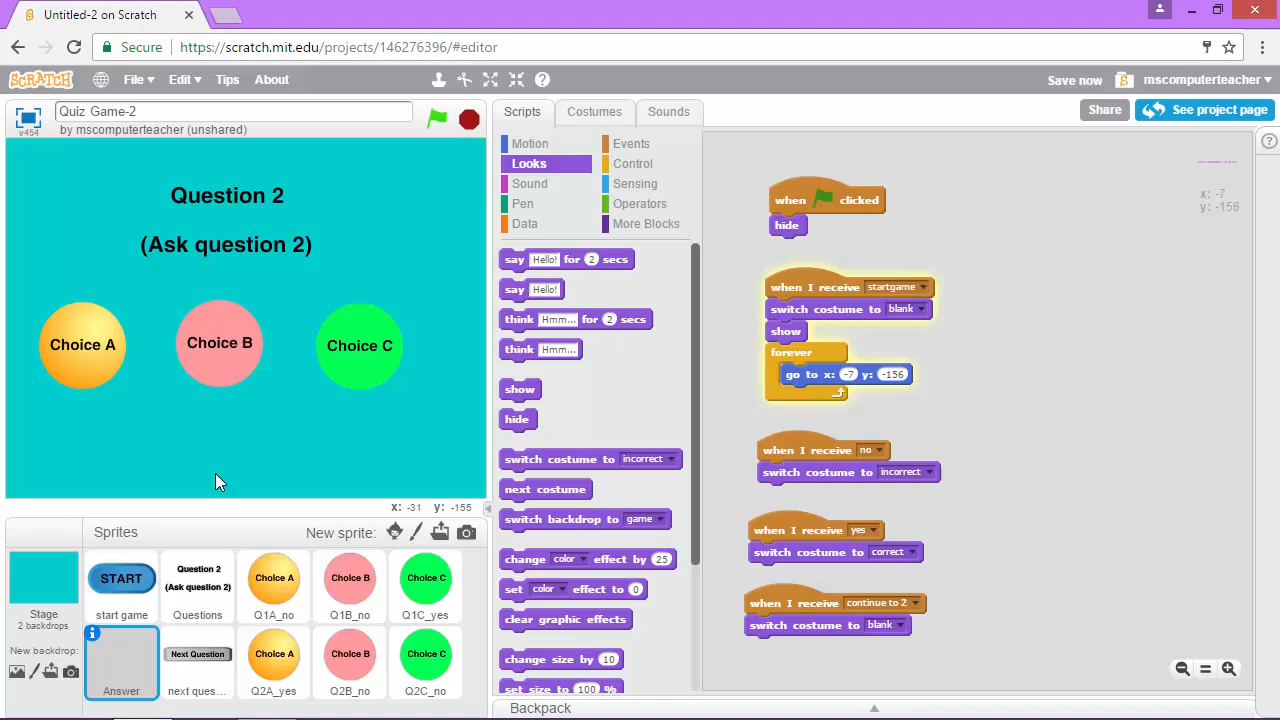 Untitled-2 on Scratch
Secure https://scratch.mit.edu/projects/146276396/#editor
SCRATCH File Edit Tips About Save now mscomputerteacher
Quiz Game-2
by mscomputerteacher (unshared)
v454
Scripts Costumes Sounds
Share See project page
Question 2
(Ask question 2)
Choice A
Choice B
Choice C
x: -31 y: -155
Motion Events
Looks Control
Sound Sensing
Pen Operators
Data More Blocks
say Hello! for 2 secs
say Hello!
think Hmm... for 2 secs
think Hmm...
show
hide
switch costume to incorrect
next costume
switch backdrop to game
change color effect by 25
set color effect to 0
clear graphic effects
change size by 10
set size to 100 %
when clicked
hide
when I receive startgame
switch costume to blank
show
forever
go to x: -7 y: -156
when I receive no
switch costume to incorrect
when I receive yes
switch costume to correct
when I receive continue to 2
switch costume to blank
x: -7
y: -156
Sprites New sprite:
Stage
2 backdrops
New backdrop:
START
start game
Question 2
(Ask question 2)
Questions
Choice A
Q1A_no
Choice B
Q1B_no
Choice C
Q1C_yes
Answer
Next Question
next ques...
Choice A
Q2A_yes
Choice B
Q2B_no
Choice C
Q2C_no
Backpack